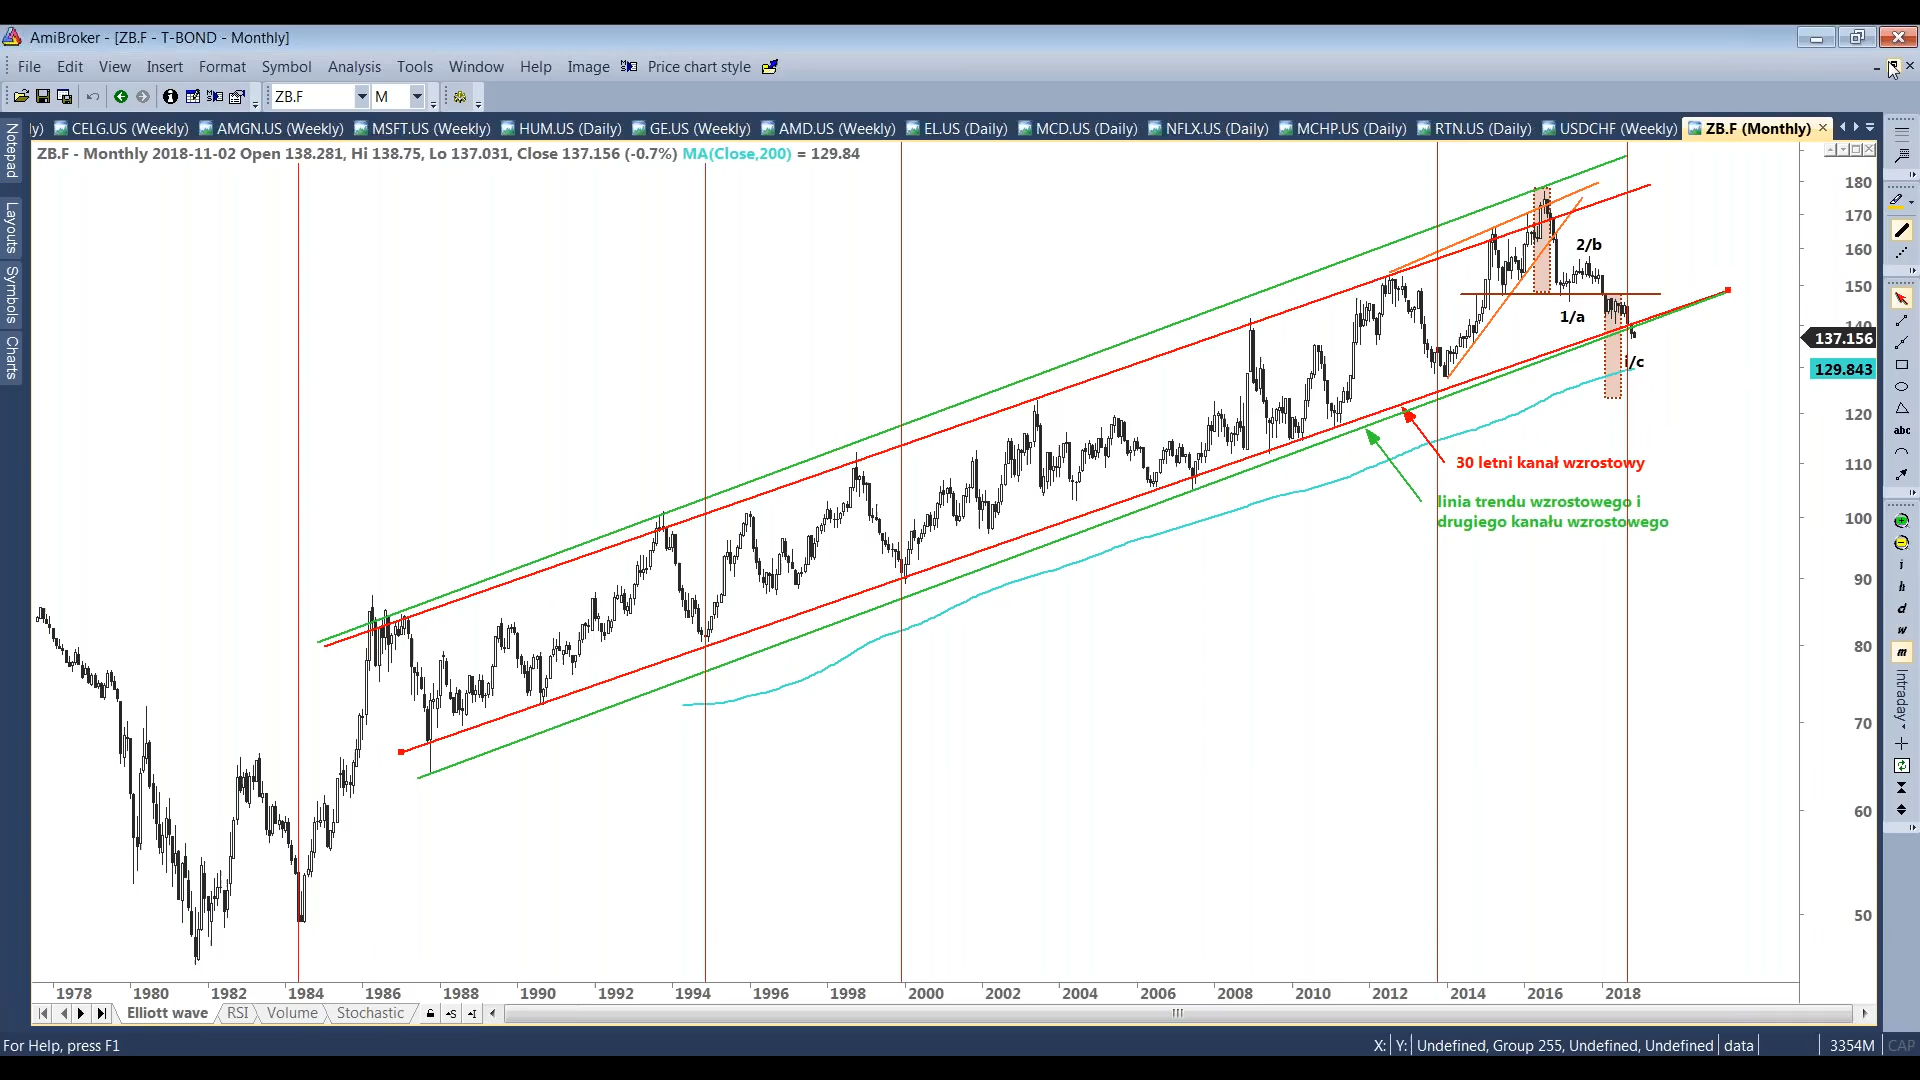 AmiBroker - [ZB.F - T-BOND - Monthly]
File Edit View Insert Format Symbol Analysis Tools Window Help Image Price chart style
ZB.F M
ly) CELG.US (Weekly) AMGN.US (Weekly) MSFT.US (Weekly) HUM.US (Daily) GE.US (Weekly) AMD.US (Weekly) EL.US (Daily) MCD.US (Daily) NFLX.US (Daily) MCHP.US (Daily) RTN.US (Daily) USDCHF (Weekly) ZB.F (Monthly)
ZB.F - Monthly 2018-11-02 Open 138.281, Hi 138.75, Lo 137.031, Close 137.156 (-0.7%) MA(Close,200) = 129.84
Notepad
Layouts
Symbols
Charts
180
170
160
150
140
137.156
129.843
120
110
100
90
80
70
60
50
2/b
1/a
i/c
30 letni kanał wzrostowy
linia trendu wzrostowego i
drugiego kanału wzrostowego
abc
i
h
d
w
m
Intraday
1978 1980 1982 1984 1986 1988 1990 1992 1994 1996 1998 2000 2002 2004 2006 2008 2010 2012 2014 2016 2018
Elliott wave RSI Volume Stochastic
For Help, press F1
X: Y: Undefined, Group 255, Undefined, Undefined data 3354M CAP